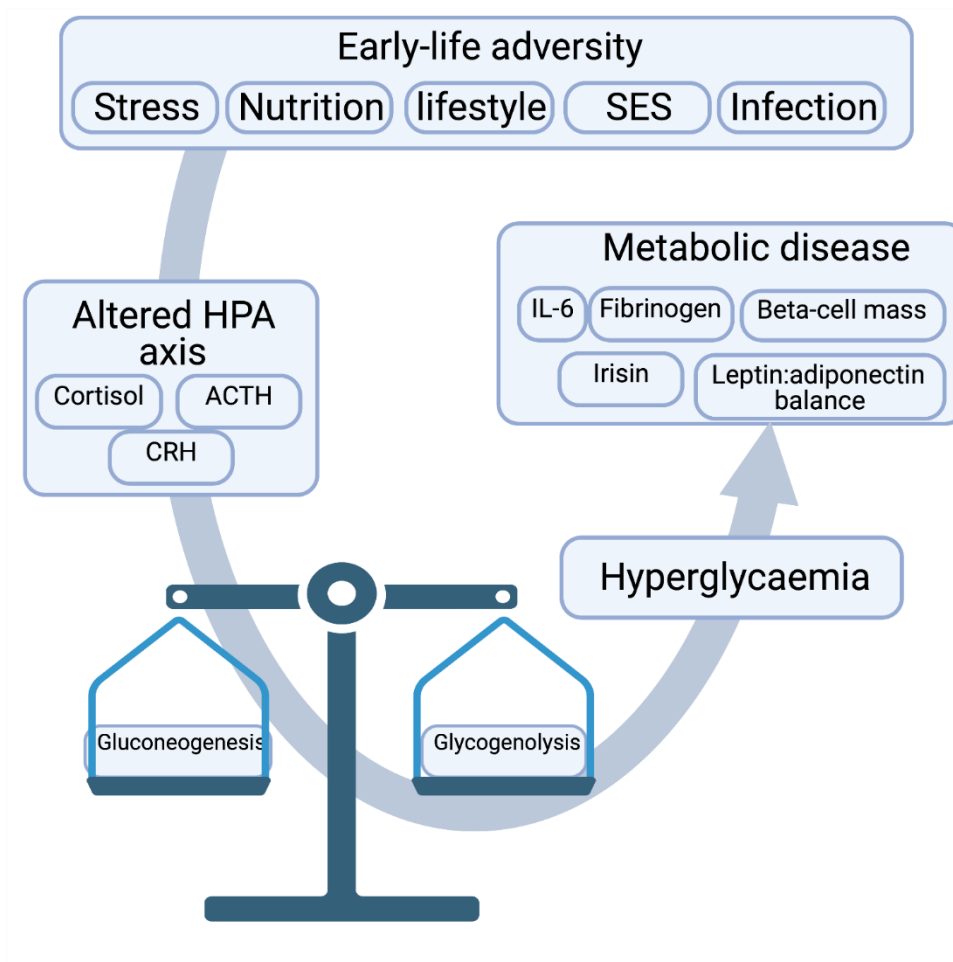 Early-life adversity
Stress Nutrition lifestyle SES Infection
Altered HPA
axis
Cortisol ACTH
CRH
Metabolic disease
IL-6 Fibrinogen Beta-cell mass
Irisin Leptin:adiponectin
balance
Hyperglycaemia
Gluconeogenesis
Glycogenolysis